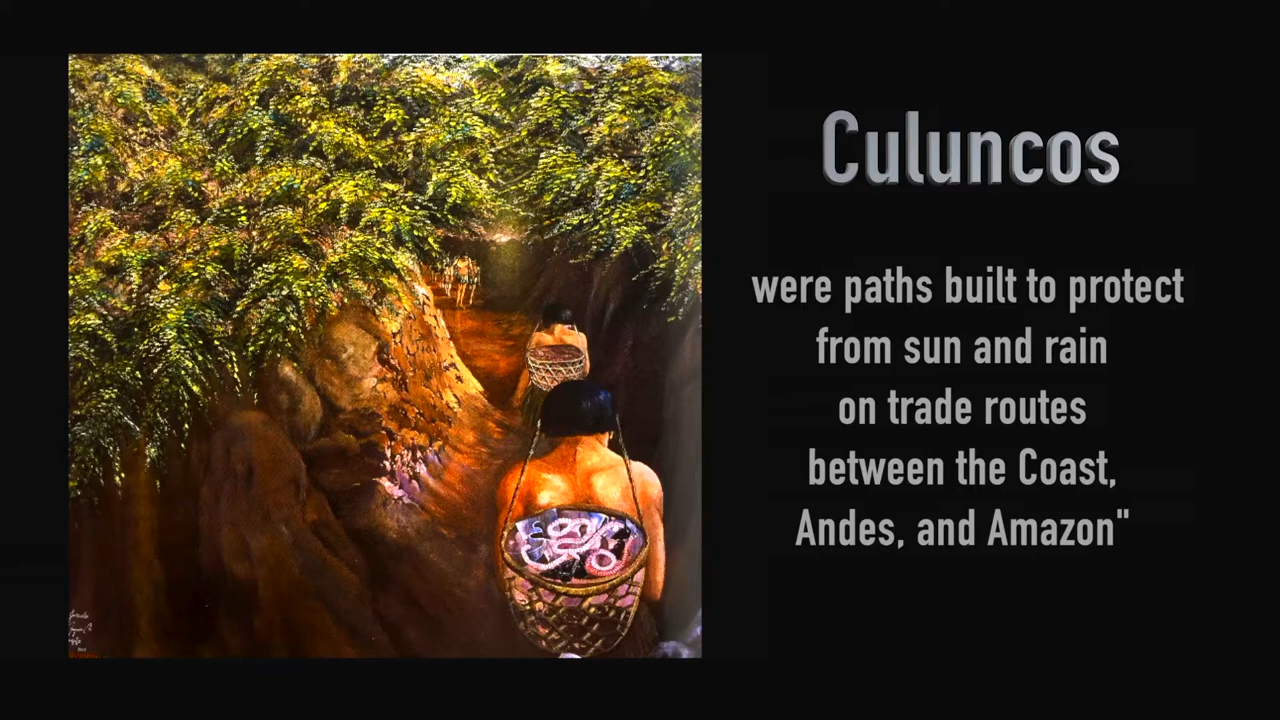 Culuncos
were paths built to protect
from sun and rain
on trade routes
between the Coast,
Andes, and Amazon"